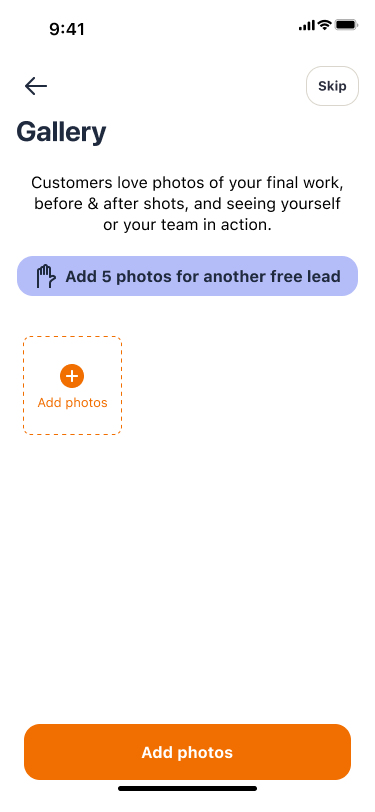 9:41
Skip
Gallery
Customers love photos of your final work,
before & after shots, and seeing yourself
or your team in action.
Add 5 photos for another free lead
Add photos
Add photos